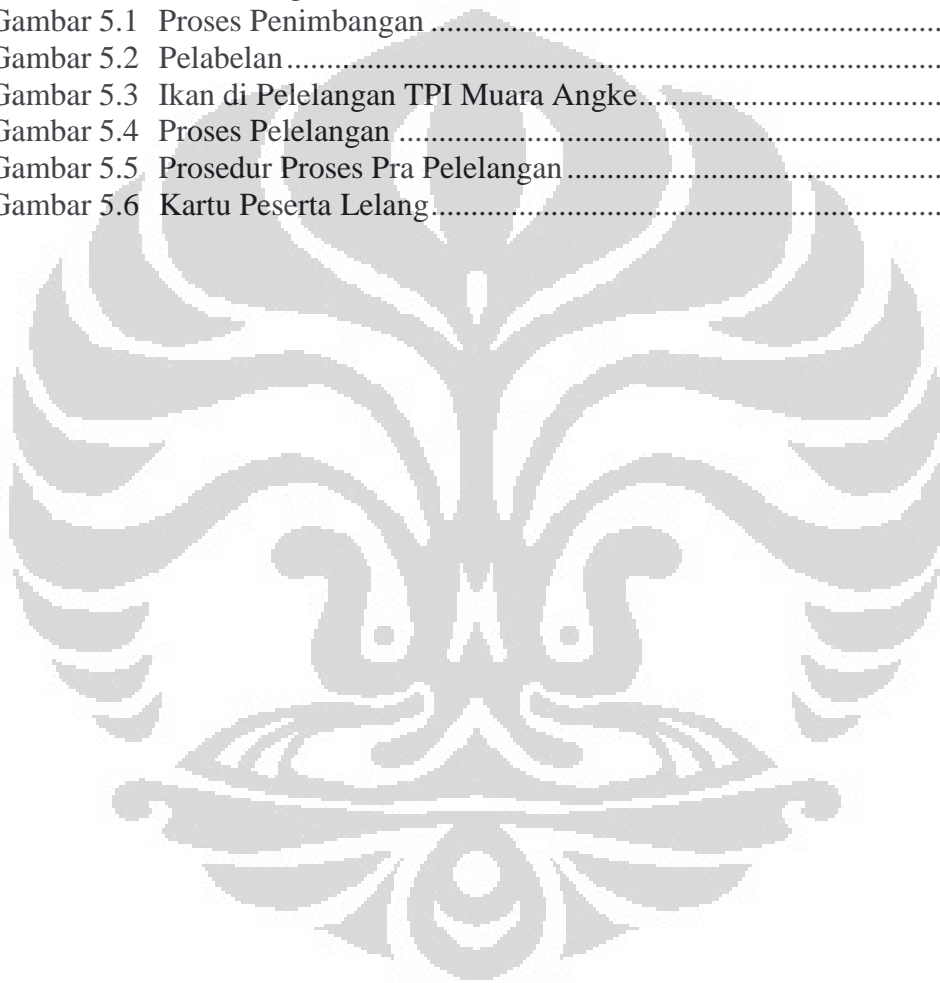 Gambar 5.1 Proses Penimbangan................................................................
Gambar 5.2 Pelabelan..................................................................................
Gambar 5.3 Ikan di Pelelangan TPI Muara Angke......................................
Gambar 5.4 Proses Pelelangan....................................................................
Gambar 5.5 Prosedur Proses Pra Pelelangan...............................................
Gambar 5.6 Kartu Peserta Lelang................................................................